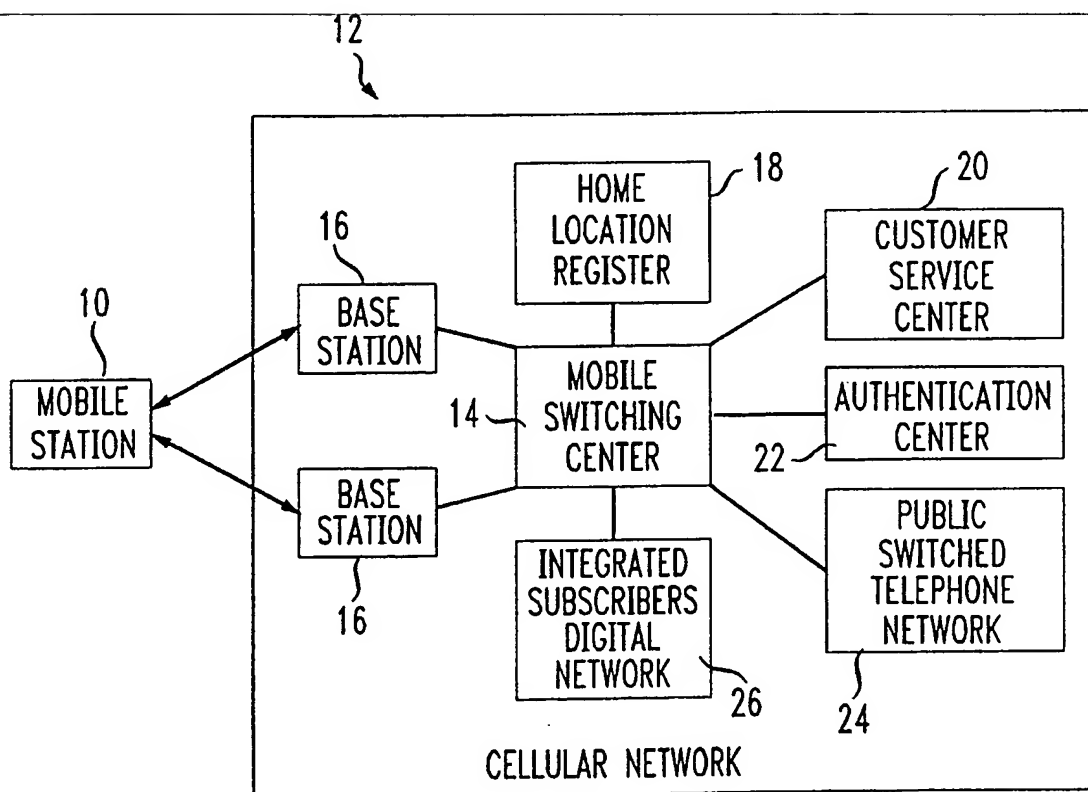 12
18
HOME
LOCATION
REGISTER
20
CUSTOMER
SERVICE
CENTER
16
BASE
STATION
10
MOBILE
STATION
14
MOBILE
SWITCHING
CENTER
AUTHENTICATION
CENTER
22
BASE
STATION
16
INTEGRATED
SUBSCRIBERS
DIGITAL
NETWORK
26
PUBLIC
SWITCHED
TELEPHONE
NETWORK
24
CELLULAR NETWORK